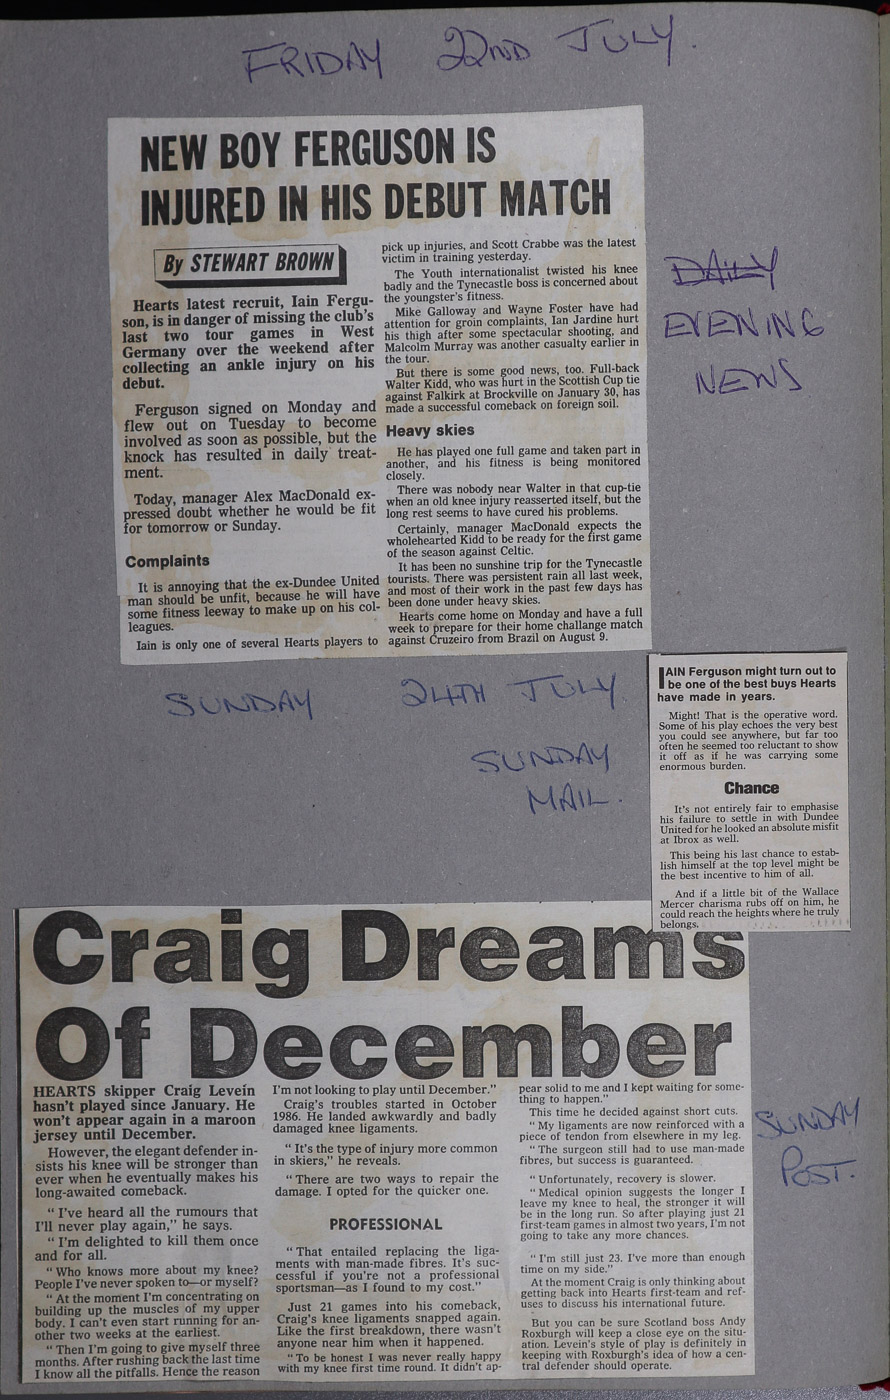 FRIDAY 22ND JULY.
NEW BOY FERGUSON IS
INJURED IN HIS DEBUT MATCH
By STEWART BROWN
Hearts latest recruit, Iain Fergu-
son, is in danger of missing the club's
last two tour games in West
Germany over the weekend after
collecting an ankle injury on his
debut.
Ferguson signed on Monday and
flew out on Tuesday to become
involved as soon as possible, but the
knock has resulted in daily treat-
ment.
Today, manager Alex MacDonald ex-
pressed doubt whether he would be fit
for tomorrow or Sunday.
Complaints
It is annoying that the ex-Dundee United
man should be unfit, because he will have
some fitness leeway to make up on his col-
leagues.
Iain is only one of several Hearts players to
pick up injuries, and Scott Crabbe was the latest
victim in training yesterday.
The Youth internationalist twisted his knee
badly and the Tynecastle boss is concerned about
the youngster's fitness.
Mike Galloway and Wayne Foster have had
attention for groin complaints, Ian Jardine hurt
his thigh after some spectacular shooting, and
Malcolm Murray was another casualty earlier in
the tour.
But there is some good news, too. Full-back
Walter Kidd, who was hurt in the Scottish Cup tie
against Falkirk at Brockville on January 30, has
made a successful comeback on foreign soil.
Heavy skies
He has played one full game and taken part in
another, and his fitness is being monitored
closely.
There was nobody near Walter in that cup-tie
when an old knee injury reasserted itself, but the
long rest seems to have cured his problems.
Certainly, manager MacDonald expects the
wholehearted Kidd to be ready for the first game
of the season against Celtic.
It has been no sunshine trip for the Tynecastle
tourists. There was persistent rain all last week,
and most of their work in the past few days has
been done under heavy skies.
Hearts come home on Monday and have a full
week to prepare for their home challange match
against Cruzeiro from Brazil on August 9.
DAILY
EVENING
NEWS
SUNDAY 24TH JULY
SUNDAY
MAIL.
IAIN Ferguson might turn out to
be one of the best buys Hearts
have made in years.
Might! That is the operative word.
Some of his play echoes the very best
you could see anywhere, but far too
often he seemed too reluctant to show
it off as if he was carrying some
enormous burden.
Chance
It's not entirely fair to emphasise
his failure to settle in with Dundee
United for he looked an absolute misfit
at Ibrox as well.
This being his last chance to estab-
lish himself at the top level might be
the best incentive to him of all.
And if a little bit of the Wallace
Mercer charisma rubs off on him, he
could reach the heights where he truly
belongs.
Craig Dreams
Of December
HEARTS skipper Craig Levein
hasn't played since January. He
won't appear again in a maroon
jersey until December.
However, the elegant defender in-
sists his knee will be stronger than
ever when he eventually makes his
long-awaited comeback.
"I've heard all the rumours that
I'll never play again," he says.
"I'm delighted to kill them once
and for all.
"Who knows more about my knee?
People I've never spoken to—or myself?
"At the moment I'm concentrating on
building up the muscles of my upper
body. I can't even start running for an-
other two weeks at the earliest.
"Then I'm going to give myself three
months. After rushing back the last time
I know all the pitfalls. Hence the reason
I'm not looking to play until December."
Craig's troubles started in October
1986. He landed awkwardly and badly
damaged knee ligaments.
"It's the type of injury more common
in skiers," he reveals.
"There are two ways to repair the
damage. I opted for the quicker one.
PROFESSIONAL
"That entailed replacing the liga-
ments with man-made fibres. It's suc-
cessful if you're not a professional
sportsman—as I found to my cost."
Just 21 games into his comeback,
Craig's knee ligaments snapped again.
Like the first breakdown, there wasn't
anyone near him when it happened.
"To be honest I was never really happy
with my knee first time round. It didn't ap-
pear solid to me and I kept waiting for some-
thing to happen."
This time he decided against short cuts.
"My ligaments are now reinforced with a
piece of tendon from elsewhere in my leg.
"The surgeon still had to use man-made
fibres, but success is guaranteed.
"Unfortunately, recovery is slower.
"Medical opinion suggests the longer I
leave my knee to heal, the stronger it will
be in the long run. So after playing just 21
first-team games in almost two years, I'm not
going to take any more chances.
"I'm still just 23. I've more than enough
time on my side."
At the moment Craig is only thinking about
getting back into Hearts first-team and ref-
uses to discuss his international future.
But you can be sure Scotland boss Andy
Roxburgh will keep a close eye on the situ-
ation. Levein's style of play is definitely in
keeping with Roxburgh's idea of how a cen-
tral defender should operate.
SUNDAY
POST.